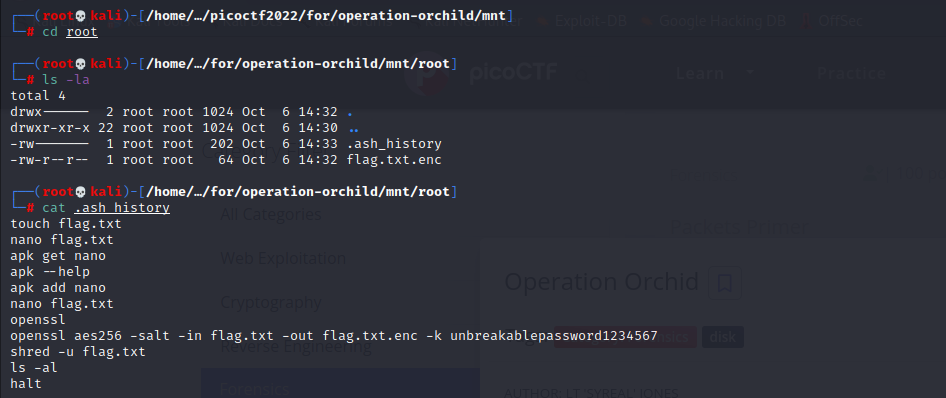 ┌──(root💀kali)-[/home/…/picoctf2022/for/operation-orchild/mnt]
└─# cd root
┌──(root💀kali)-[/home/…/for/operation-orchild/mnt/root]
└─# ls -la
total 4
drwx------  2 root root 1024 Oct  6 14:32 .
drwxr-xr-x 22 root root 1024 Oct  6 14:30 ..
-rw-------  1 root root  202 Oct  6 14:33 .ash_history
-rw-r--r--  1 root root   64 Oct  6 14:32 flag.txt.enc
┌──(root💀kali)-[/home/…/for/operation-orchild/mnt/root]
└─# cat .ash_history
touch flag.txt
nano flag.txt
apk get nano
apk --help
apk add nano
nano flag.txt
openssl
openssl aes256 -salt -in flag.txt -out flag.txt.enc -k unbreakablepassword1234567
shred -u flag.txt
ls -al
halt
Exploit-DB
Google Hacking DB
OffSec
picoCTF
Learn
Practice
All Categories
Web Exploitation
Cryptography
Reverse Engineering
Forensics
Operation Orchid
disk